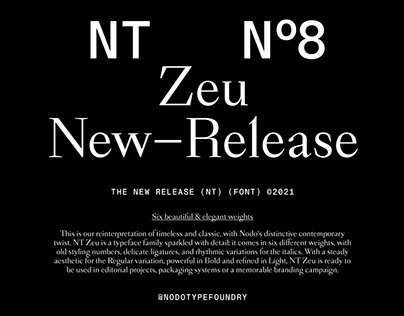 NT Nº8
Zeu
New–Release
THE NEW RELEASE (NT) (FONT) ©2021
Six beautiful & elegant weights
This is our reinterpretation of timeless and classic, with Nodo's distinctive contemporary
twist. NT Zeu is a typeface family sparkled with detail; it comes in six different weights, with
old styling numbers, delicate ligatures, and rhythmic variations for the italics. With a steady
aesthetic for the Regular variation, powerful in Bold and refined in Light, NT Zeu is ready to
be used in editorial projects, packaging systems or a memorable branding campaign.
@NODOTYPEFOUNDRY